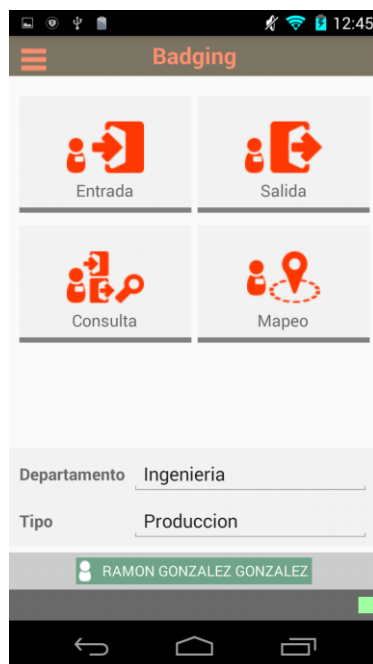 12:45
Badging
Entrada
Salida
Consulta
Mapeo
Departamento Ingenieria
Tipo Produccion
RAMON GONZALEZ GONZALEZ